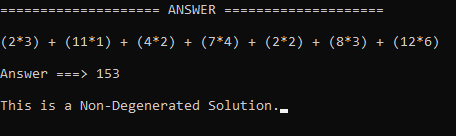 ==================== ANSWER ====================
(2*3) + (11*1) + (4*2) + (7*4) + (2*2) + (8*3) + (12*6)
Answer ===> 153
This is a Non-Degenerated Solution.